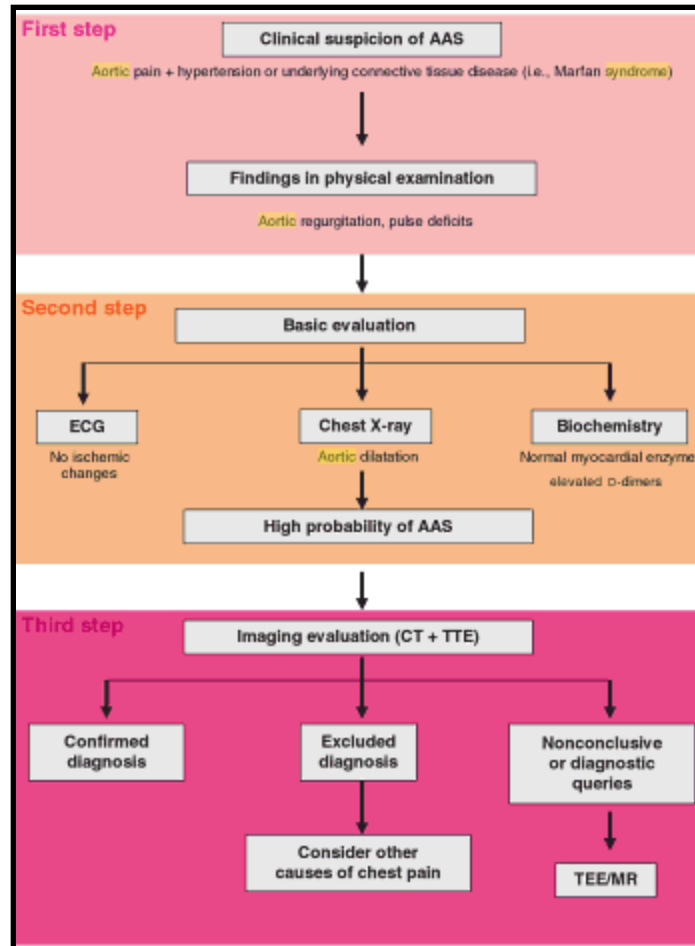 First step
Clinical suspicion of AAS
Aortic pain + hypertension or underlying connective tissue disease (i.e., Marfan syndrome)
Findings in physical examination
Aortic regurgitation, pulse deficits
Second step
Basic evaluation
ECG
No ischemic
changes
Chest X-ray
Aortic dilatation
Biochemistry
Normal myocardial enzyme
elevated D-dimers
High probability of AAS
Third step
Imaging evaluation (CT + TTE)
Confirmed
diagnosis
Excluded
diagnosis
Consider other
causes of chest pain
Nonconclusive
or diagnostic
queries
TEE/MR